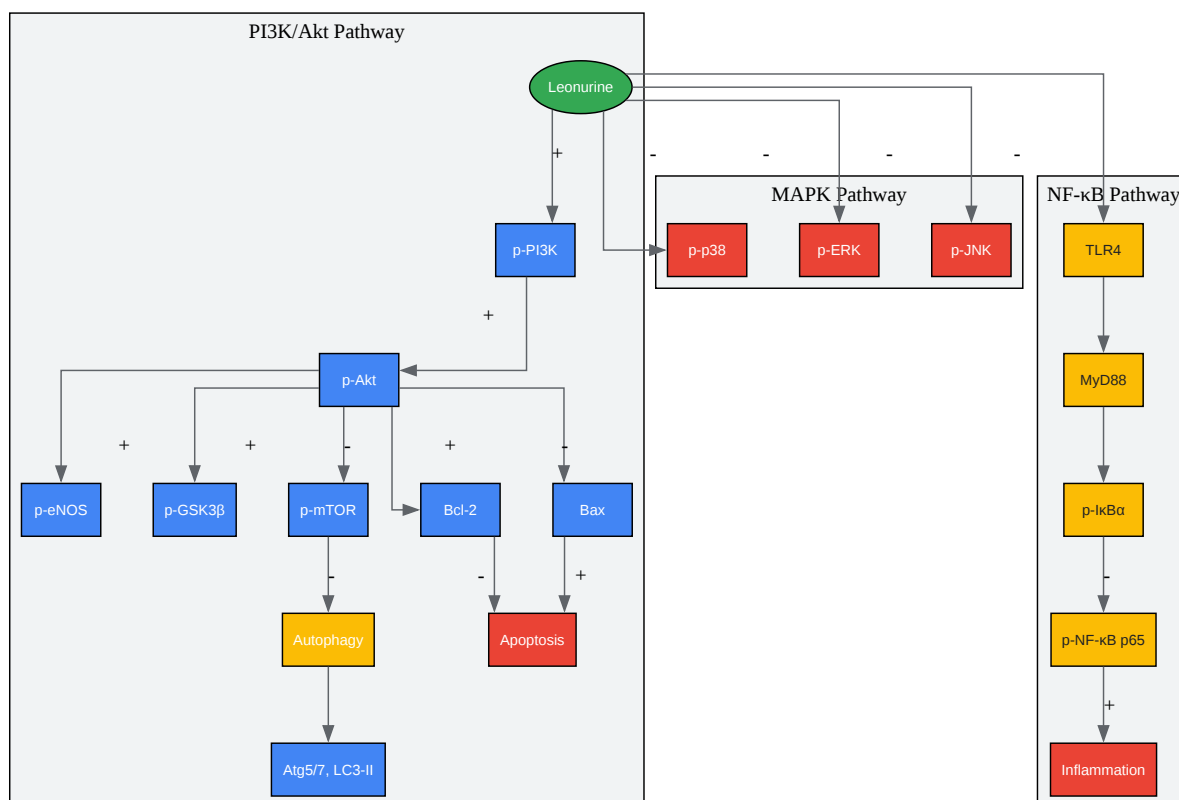 PI3K/Akt Pathway
Leonurine
+
-
-
-
-
MAPK Pathway
NF-κB Pathway
p-PI3K
p-p38
p-ERK
p-JNK
TLR4
+
p-Akt
MyD88
+
+
-
+
-
p-eNOS
p-GSK3β
p-mTOR
Bcl-2
Bax
p-IκBα
-
-
+
-
Autophagy
Apoptosis
p-NF-κB p65
+
Atg5/7, LC3-II
Inflammation